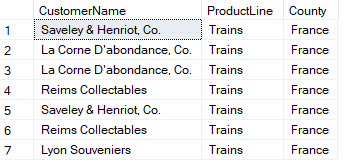 CustomerName ProductLine County
1 Saveley & Henriot, Co. Trains France
2 La Corne D'abondance, Co. Trains France
3 La Corne D'abondance, Co. Trains France
4 Reims Collectables Trains France
5 Saveley & Henriot, Co. Trains France
6 Reims Collectables Trains France
7 Lyon Souveniers Trains France